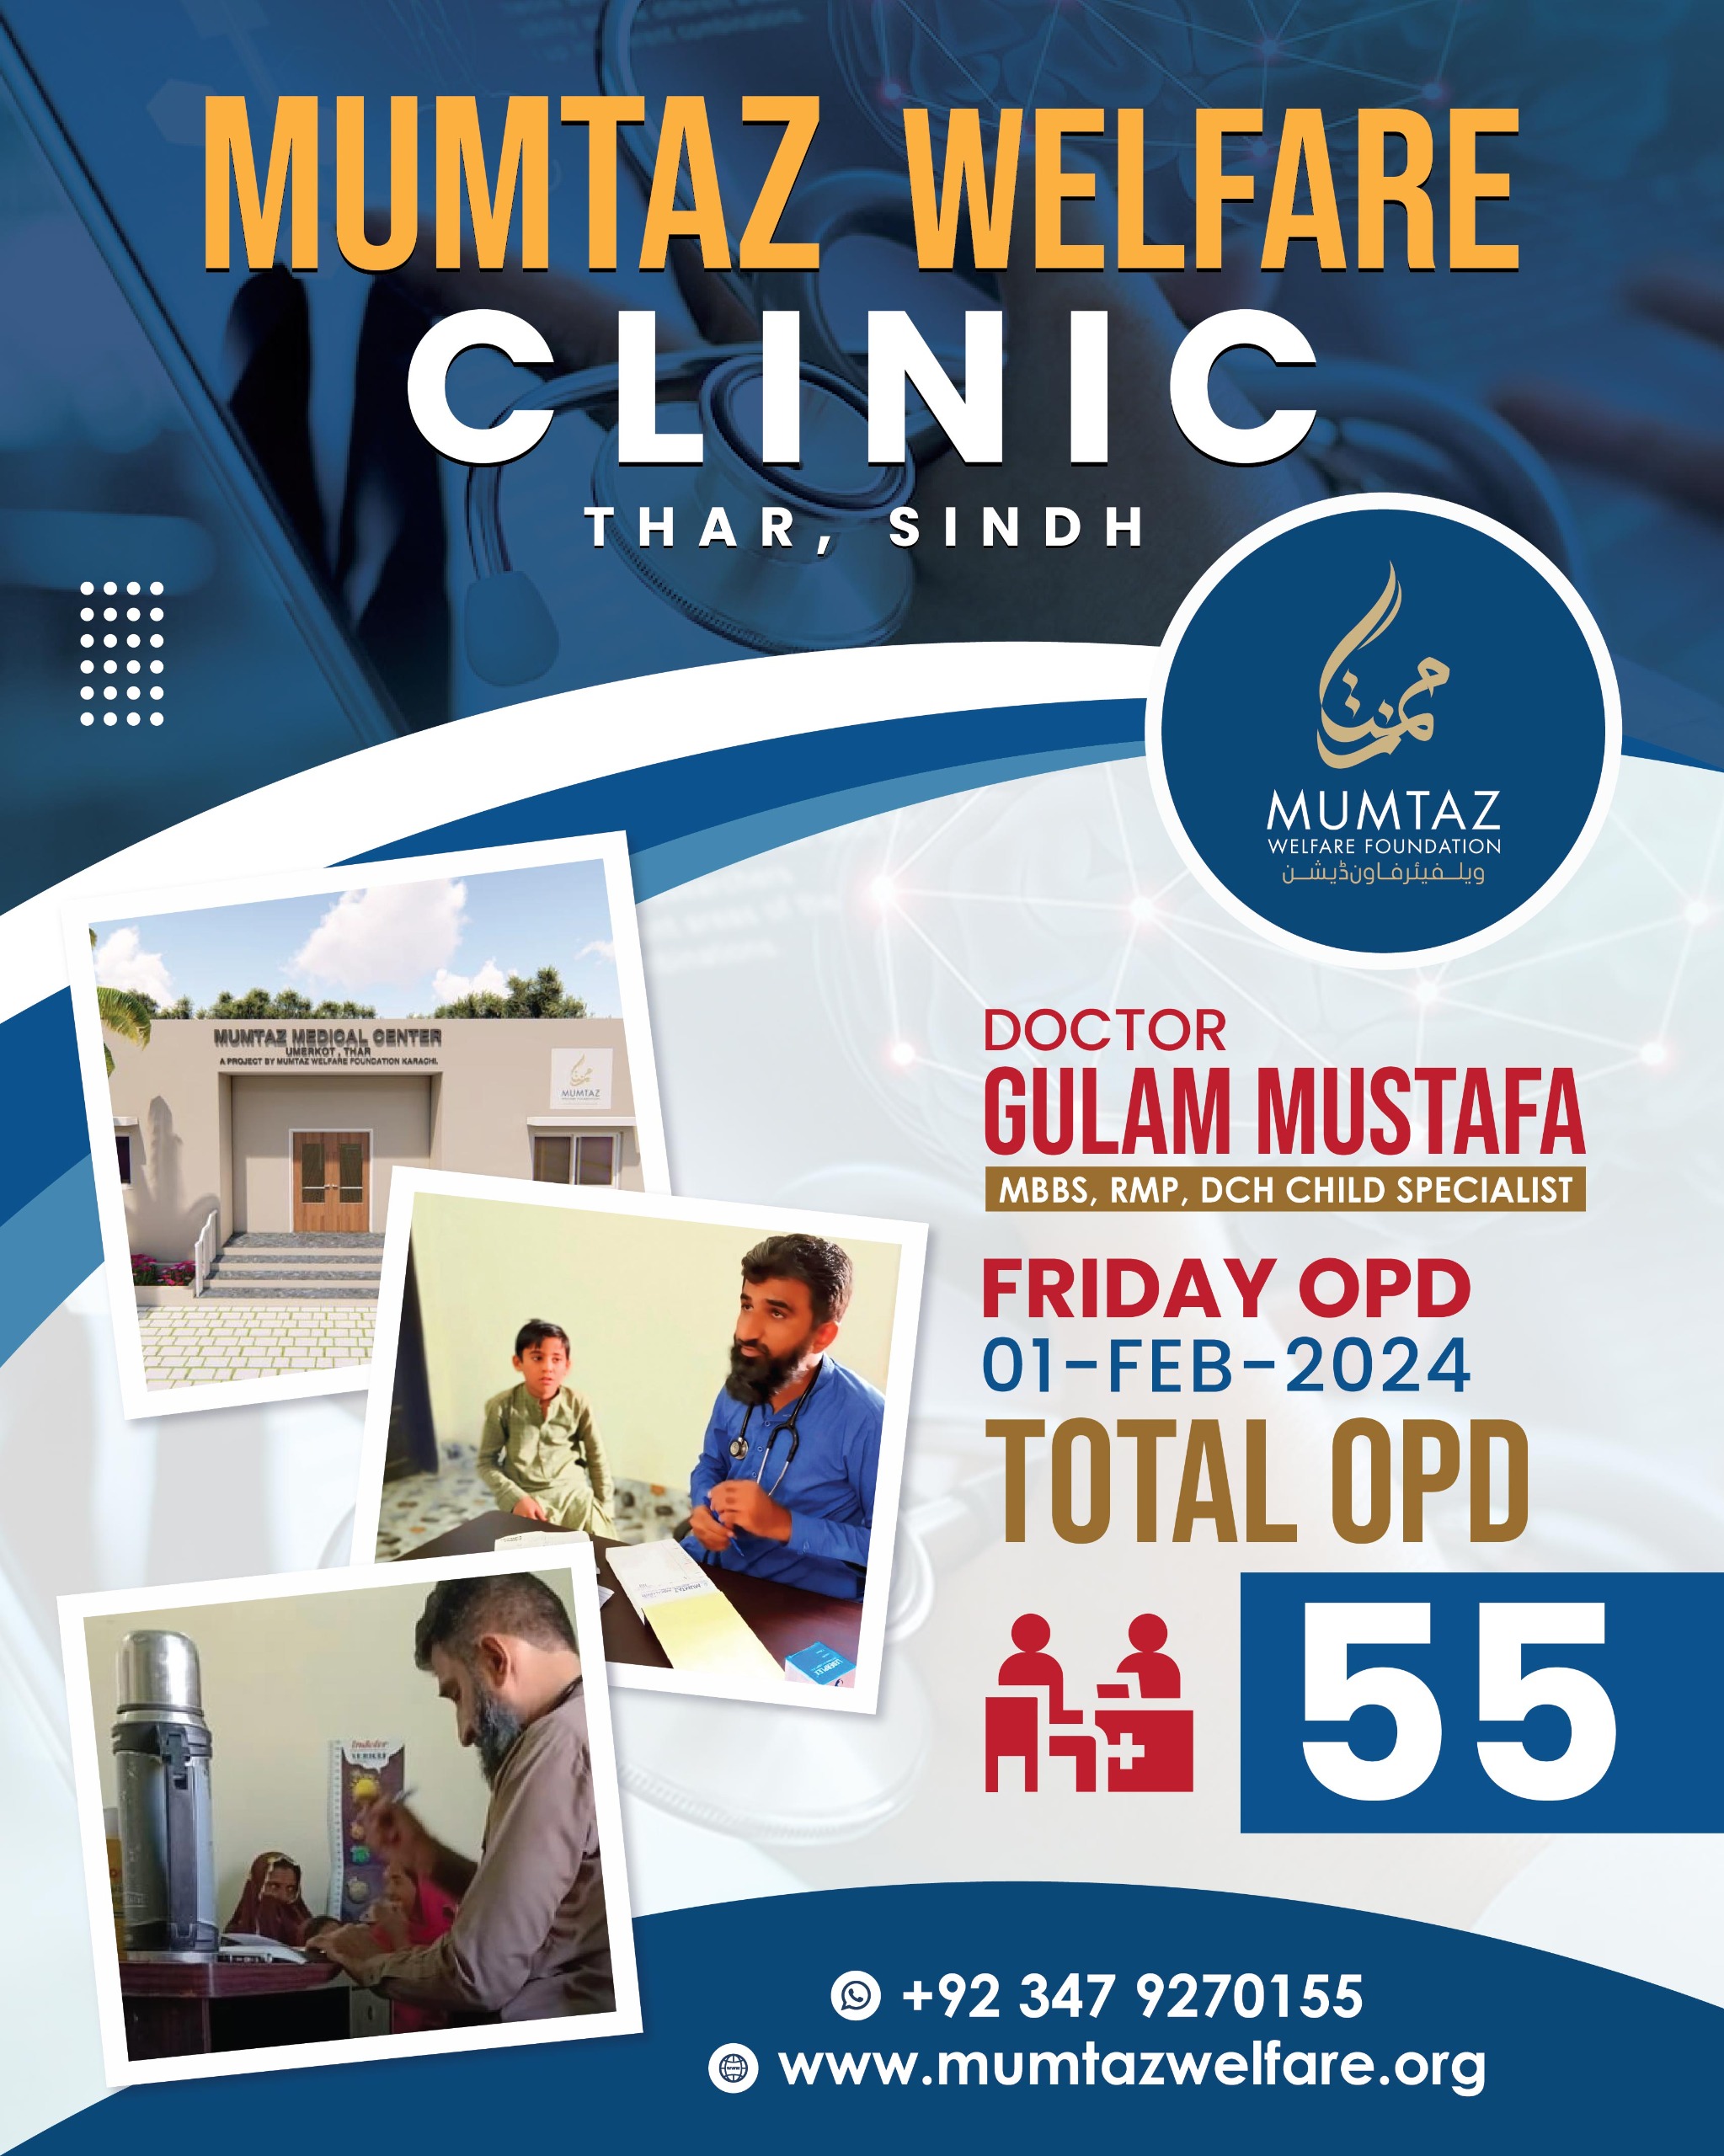 MUMTAZ WELFARE
CLINIC
THAR, SINDH
ممتاز
MUMTAZ
WELFARE FOUNDATION
ویلفیئرفاونڈیشن
MUMTAZ MEDICAL CENTER
UMERKOT , THAR
A PROJECT BY MUMTAZ WELFARE FOUNDATION KARACHI.
MUMTAZ
DOCTOR
GULAM MUSTAFA
MBBS, RMP, DCH CHILD SPECIALIST
FRIDAY OPD
01-FEB-2024
TOTAL OPD
55
+92 347 9270155
www.mumtazwelfare.org